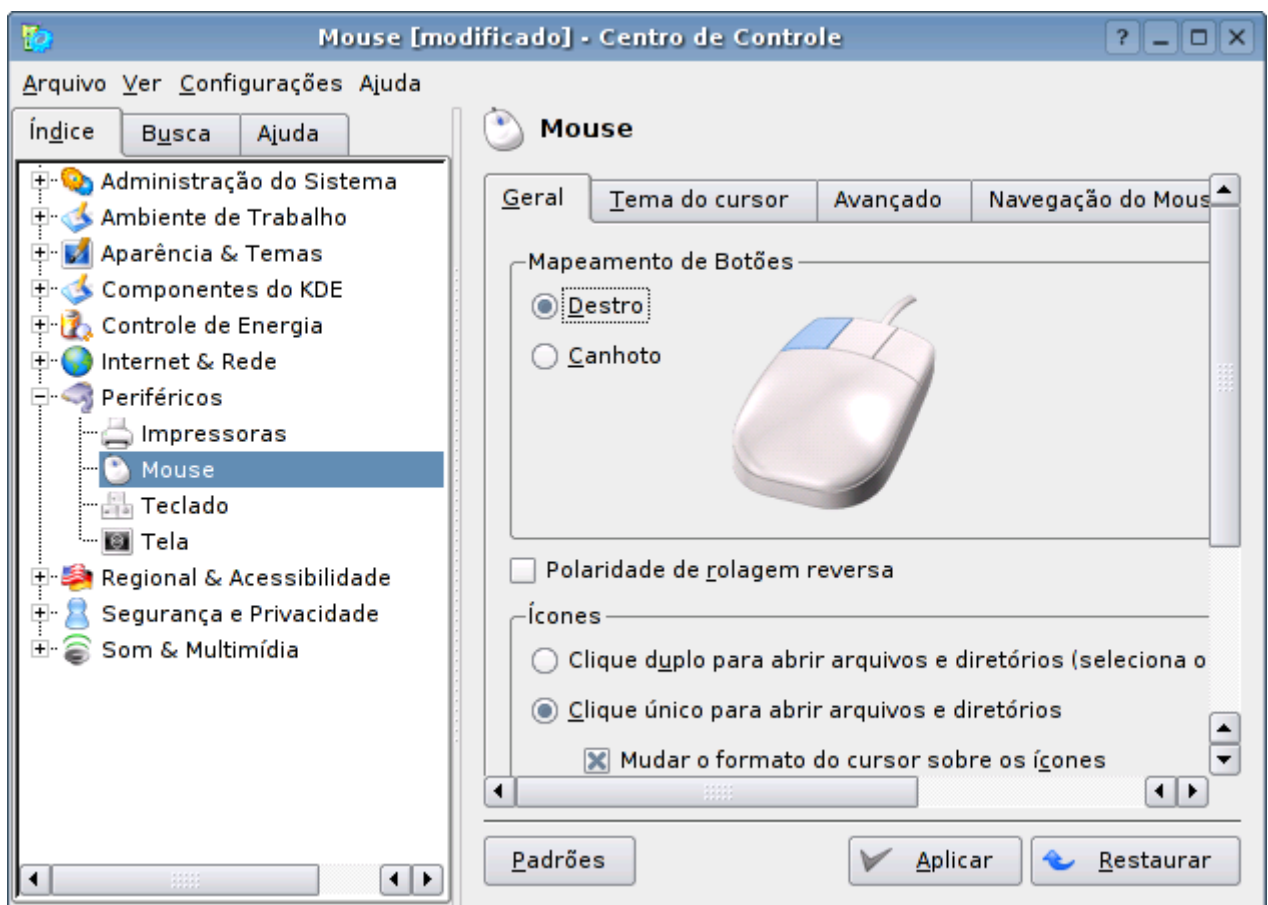 Mouse [modificado] - Centro de Controle
Arquivo Ver Configurações Ajuda
Índice Busca Ajuda
Administração do Sistema
Ambiente de Trabalho
Aparência & Temas
Componentes do KDE
Controle de Energia
Internet & Rede
Periféricos
Impressoras
Mouse
Teclado
Tela
Regional & Acessibilidade
Segurança e Privacidade
Som & Multimídia
Mouse
Geral Tema do cursor Avançado Navegação do Mous
Mapeamento de Botões
Destro
Canhoto
Polaridade de rolagem reversa
Ícones
Clique duplo para abrir arquivos e diretórios (seleciona o
Clique único para abrir arquivos e diretórios
Mudar o formato do cursor sobre os ícones
Padrões Aplicar Restaurar